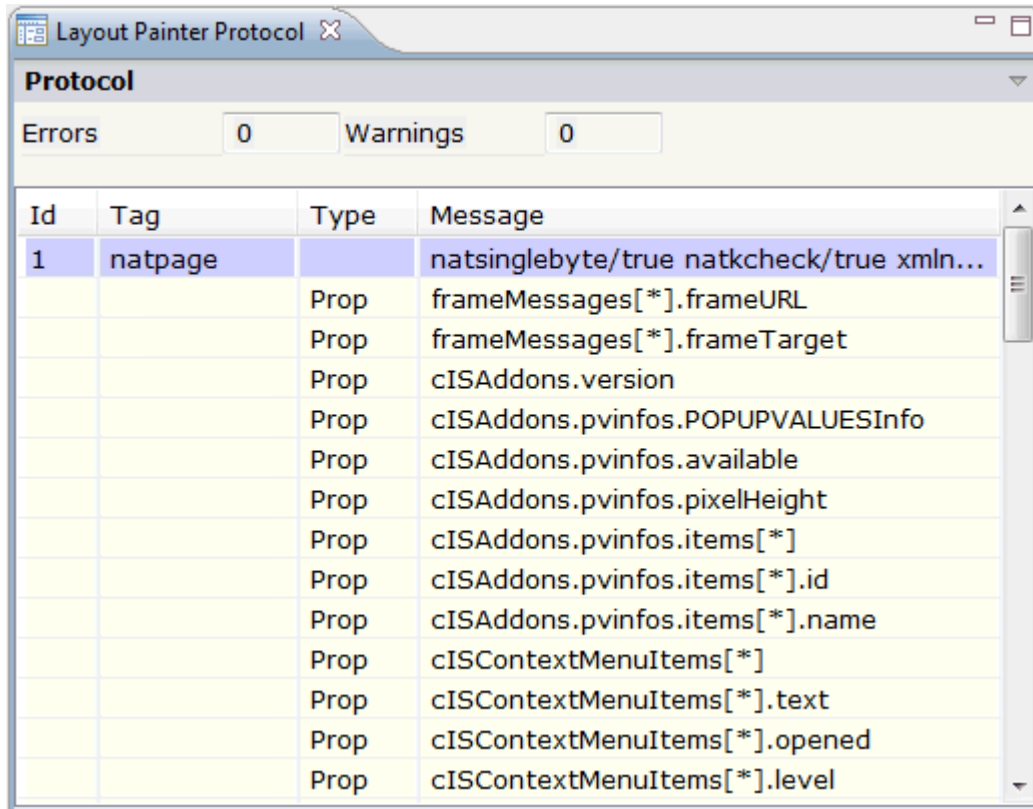 Layout Painter Protocol
Protocol
Errors 0 Warnings 0
Id Tag Type Message
1 natpage natsinglebyte/true natkcheck/true xmln...
Prop frameMessages[*].frameURL
Prop frameMessages[*].frameTarget
Prop cISAddons.version
Prop cISAddons.pvinfos.POPUPVALUESInfo
Prop cISAddons.pvinfos.available
Prop cISAddons.pvinfos.pixelHeight
Prop cISAddons.pvinfos.items[*]
Prop cISAddons.pvinfos.items[*].id
Prop cISAddons.pvinfos.items[*].name
Prop cISContextMenuItems[*]
Prop cISContextMenuItems[*].text
Prop cISContextMenuItems[*].opened
Prop cISContextMenuItems[*].level